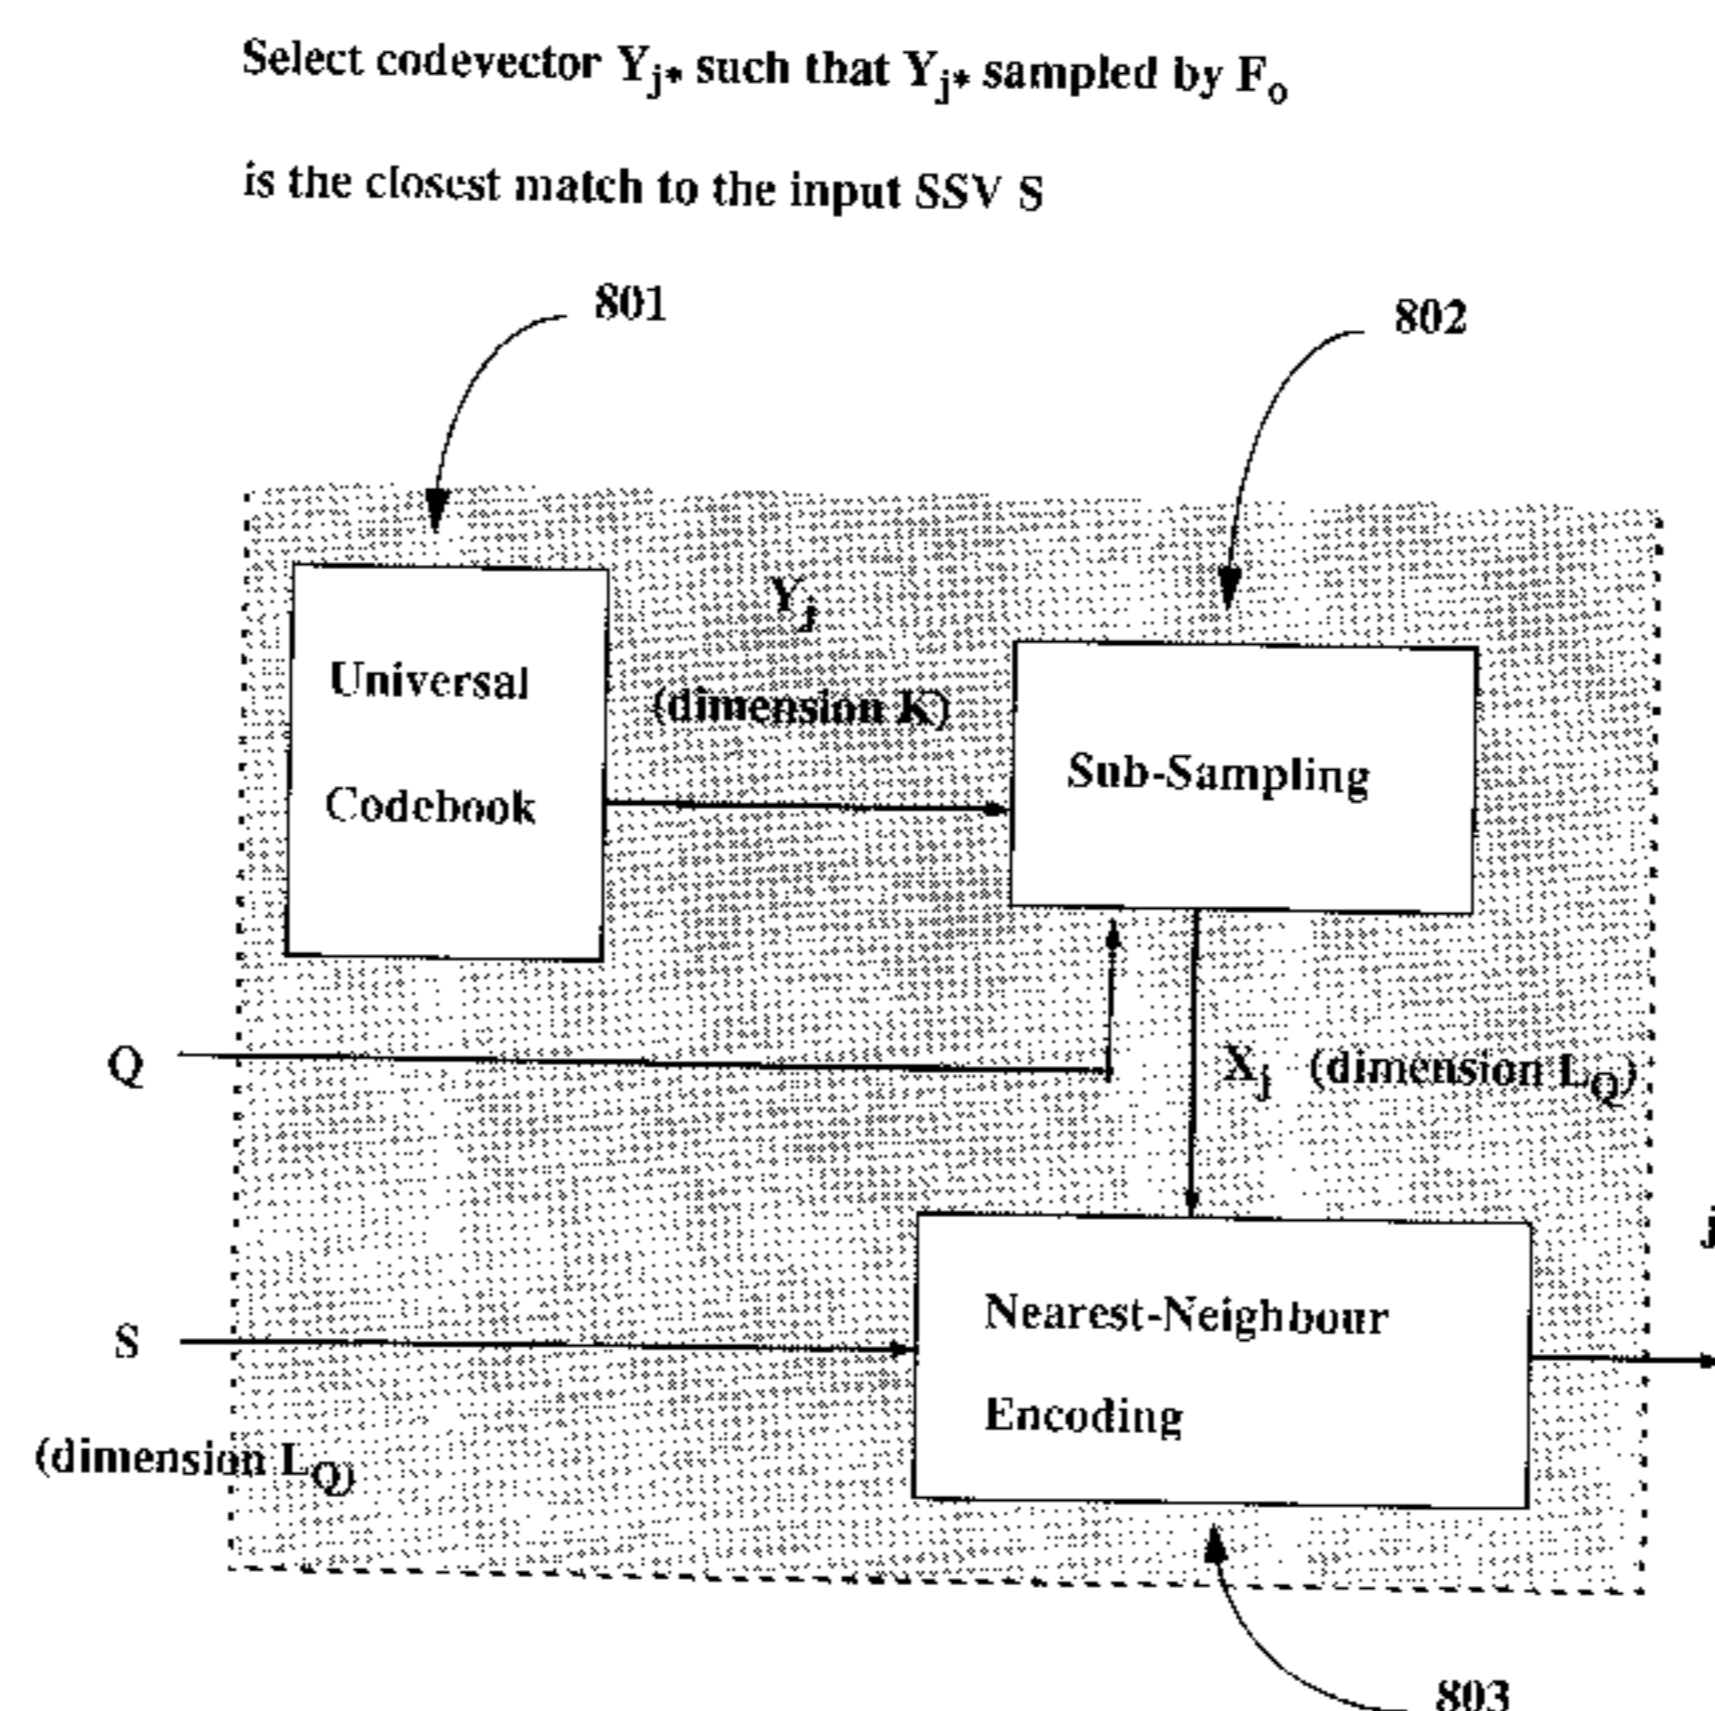 Select codevector Yj* such that Yj* sampled by Fo
is the closest match to the input SSV S
801
802
Universal
Codebook
Yj
(dimension K)
Sub-Sampling
Q
Xj (dimension LQ)
j
S
(dimension LQ)
Nearest-Neighbour
Encoding
803